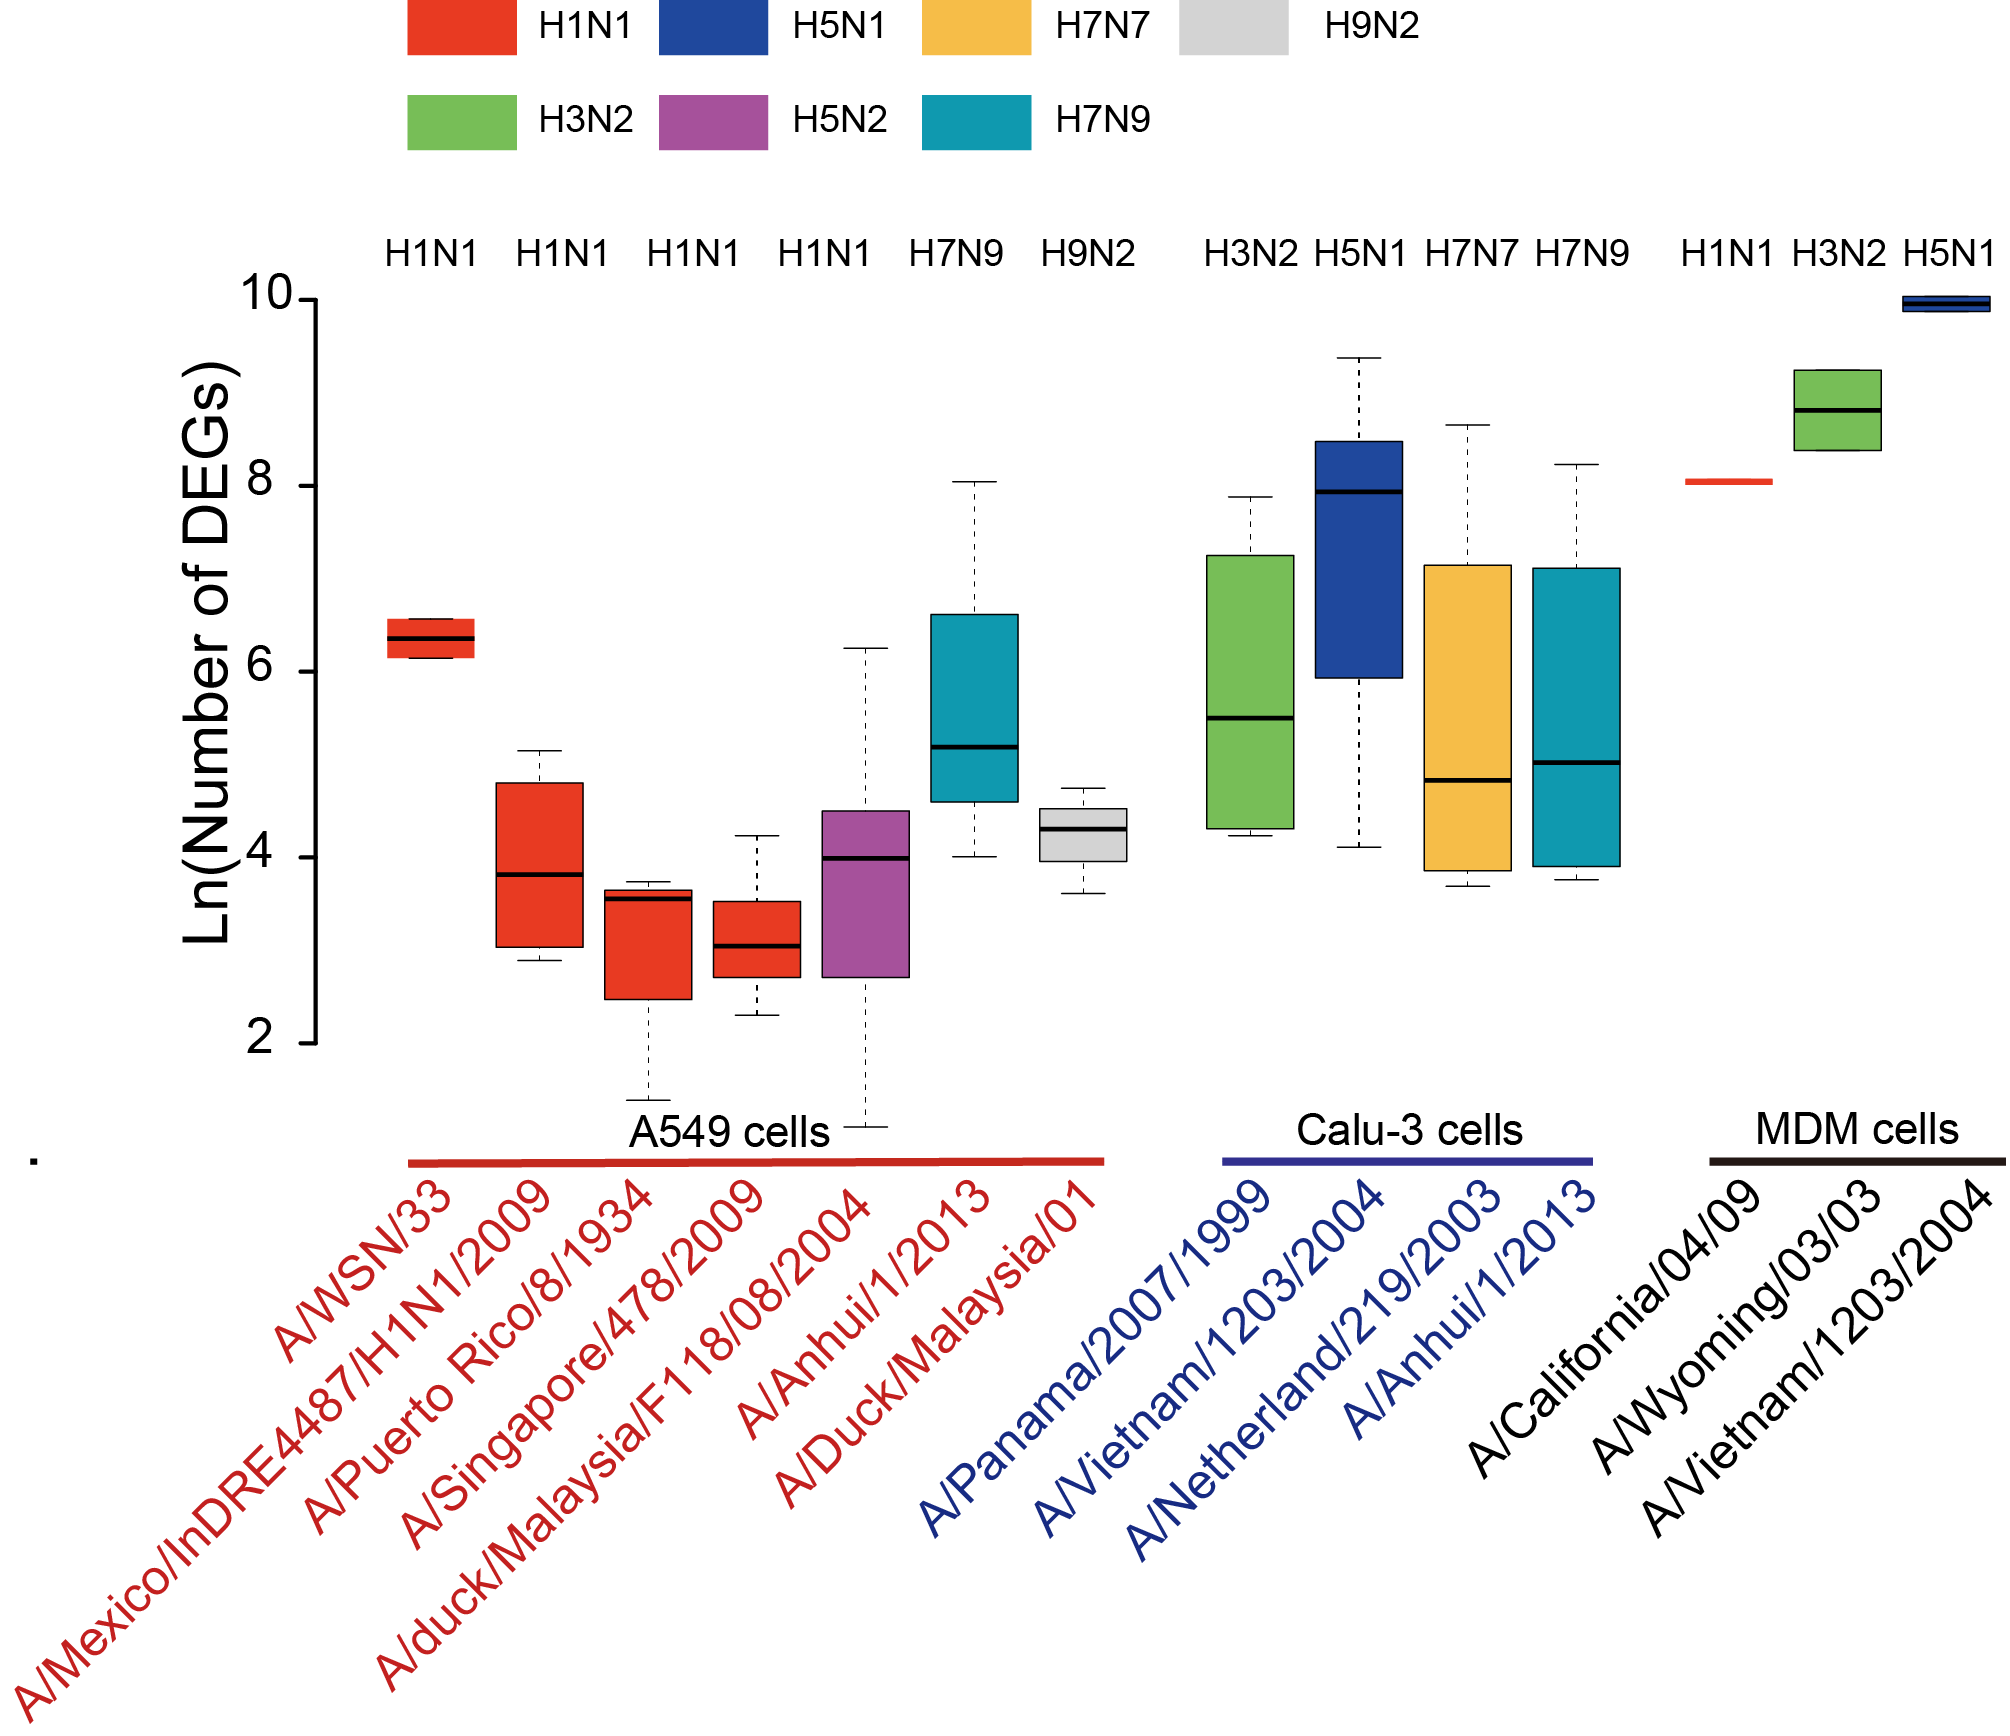 H1N1 H5N1 H7N7 H9N2
H3N2 H5N2 H7N9
H1N1 H1N1 H1N1 H1N1 H7N9 H9N2 H3N2 H5N1 H7N7 H7N9 H1N1 H3N2 H5N1
Ln(Number of DEGs)
10
8
6
4
2
A549 cells Calu-3 cells MDM cells
.
A/WSN/33
A/Mexico/InDRE4487/H1N1/2009
A/Puerto Rico/8/1934
A/Singapore/478/2009
A/duck/Malaysia/F118/08/2004
A/Anhui/1/2013
A/Duck/Malaysia/01
A/Panama/2007/1999
A/Vietnam/1203/2004
A/Netherland/219/2003
A/Anhui/1/2013
A/California/04/09
A/Wyoming/03/03
A/Vietnam/1203/2004